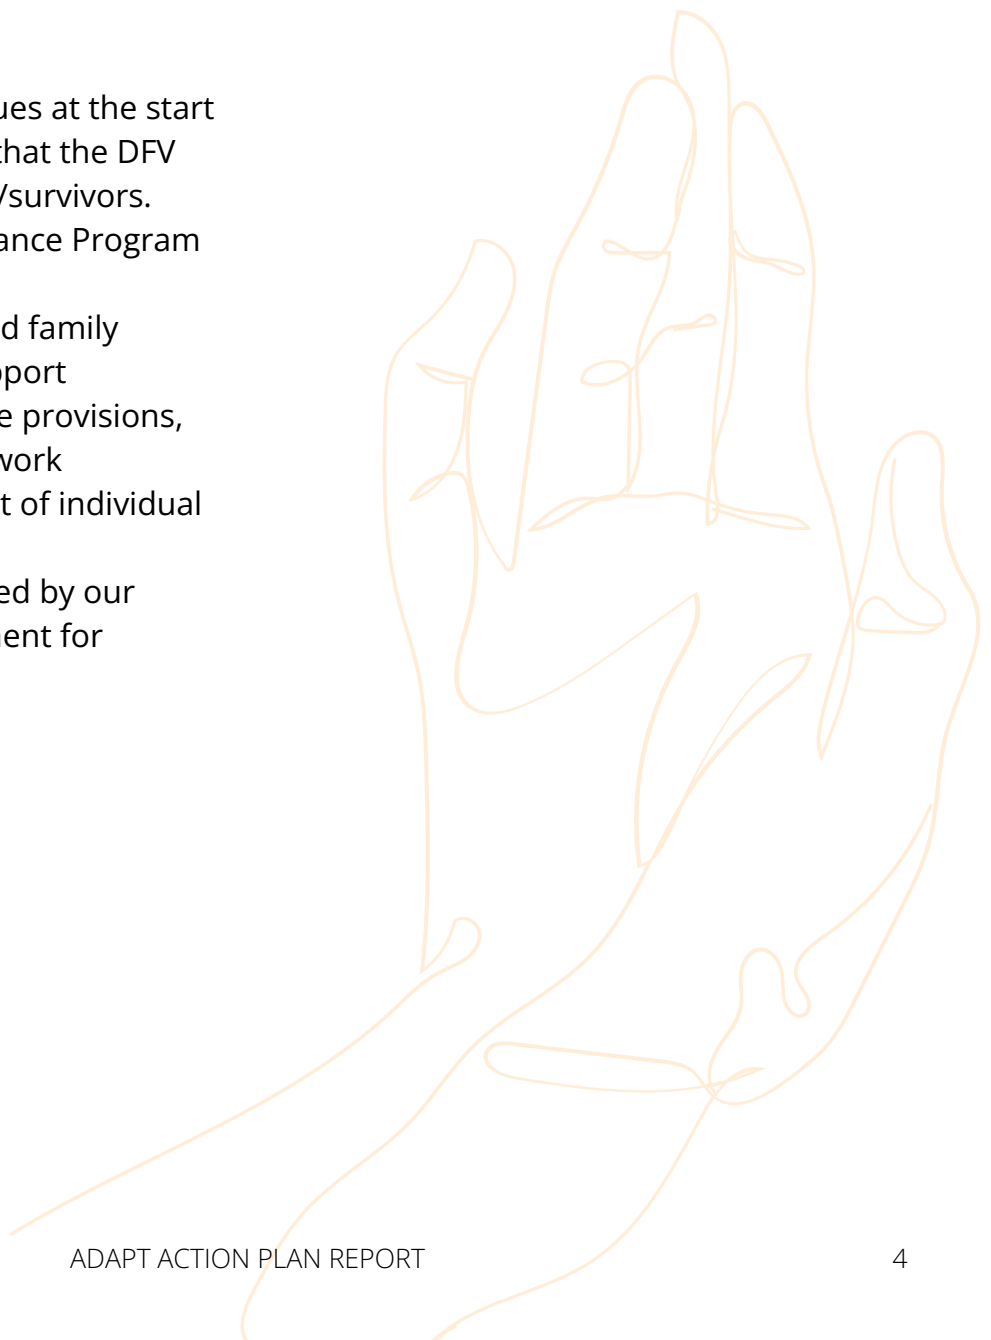 ues at the start
that the DFV
/survivors.
ance Program
d family
pport
e provisions,
work
t of individual
ed by our
ent for
ADAPT ACTION PLAN REPORT 4